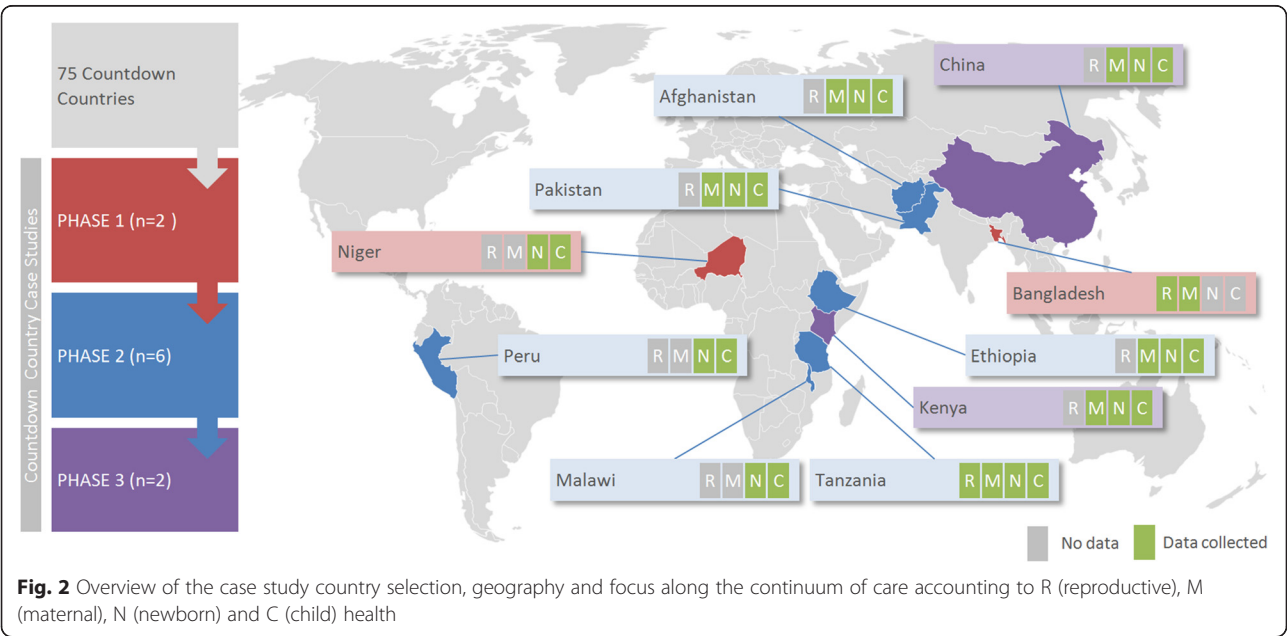 75 Countdown
Countries
Countdown Country Case Studies
PHASE 1 (n=2 )
PHASE 2 (n=6)
PHASE 3 (n=2)
China R M N C
Afghanistan R M N C
Pakistan R M N C
Niger R M N C
Bangladesh R M N C
Peru R M N C
Ethiopia R M N C
Kenya R M N C
Malawi R M N C
Tanzania R M N C
No data
Data collected
Fig. 2 Overview of the case study country selection, geography and focus along the continuum of care accounting to R (reproductive), M
(maternal), N (newborn) and C (child) health